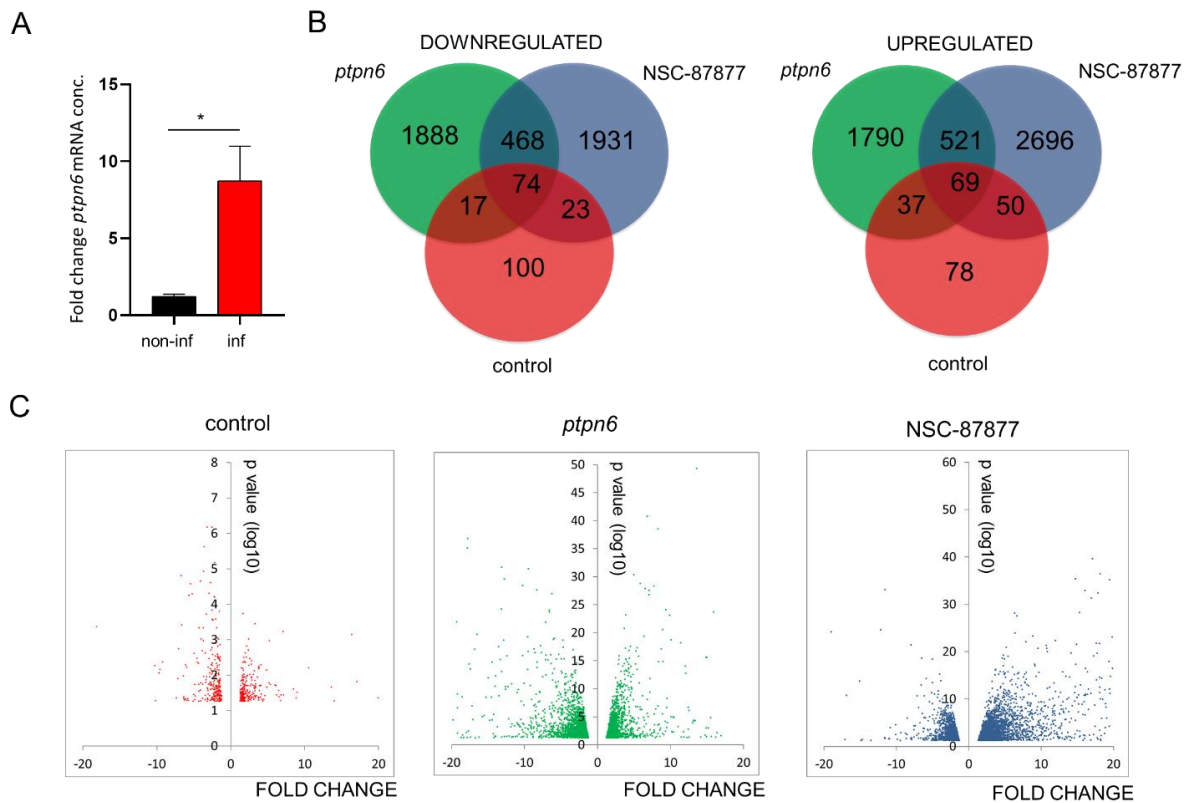 A
Fold change ptpn6 mRNA conc.
15
10
5
0
*
non-inf
inf
B
DOWNREGULATED
ptpn6
NSC-87877
1888
468
1931
74
17
23
100
control
UPREGULATED
ptpn6
NSC-87877
1790
521
2696
69
37
50
78
control
C
control
8
7
6
5
4
3
2
1
0
p value (log10)
-20
-10
0
10
20
FOLD CHANGE
ptpn6
50
45
40
35
30
25
20
15
10
5
0
p value (log10)
-20
-10
0
10
20
FOLD CHANGE
NSC-87877
60
50
40
30
20
10
0
p value (log10)
-20
-10
0
10
20
FOLD CHANGE